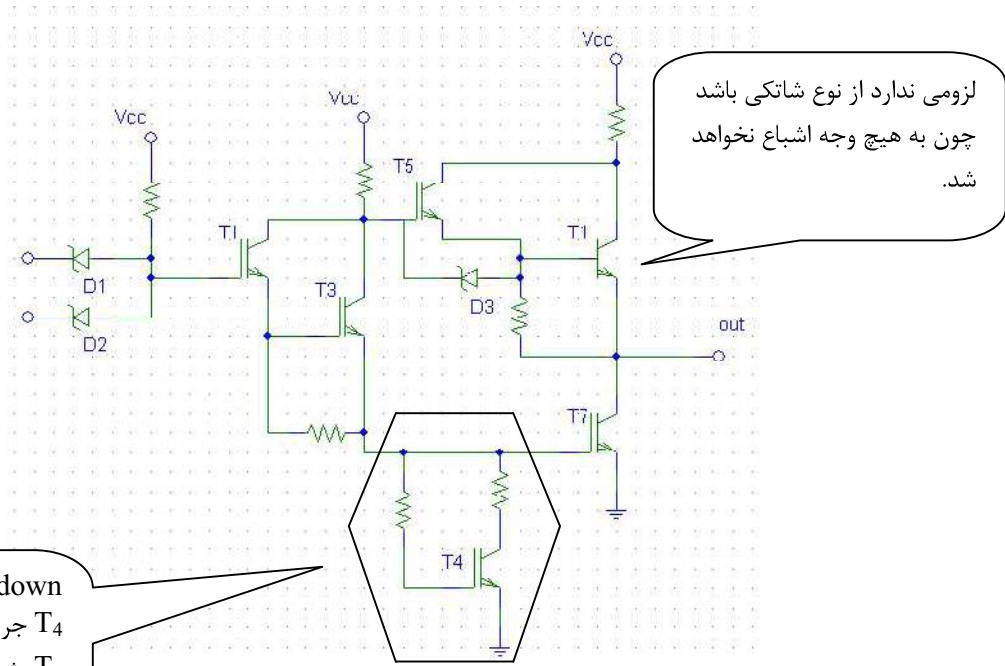 Vcc
لزومی ندارد از نوع شاتکی باشد
چون به هیچ وجه اشباع نخواهد
شد.
Vcc
Vcc
T5
T1
T1
D1
T3
D3
D2
out
T7
T4
down
T4